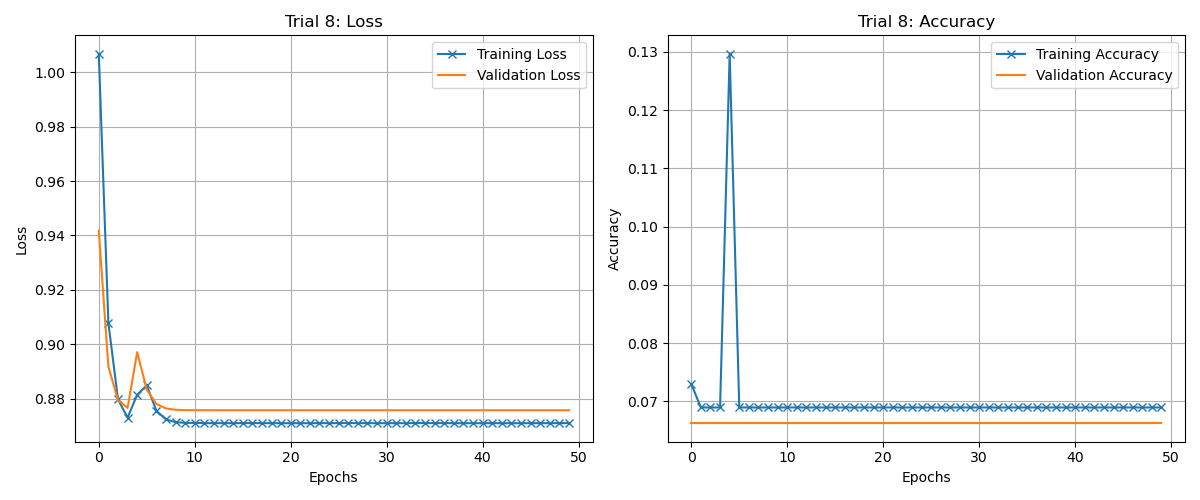 Trial 8: Loss
Training Loss
Validation Loss
Loss
1.00
0.98
0.96
0.94
0.92
0.90
0.88
0 10 20 30 40 50
Epochs
Trial 8: Accuracy
Training Accuracy
Validation Accuracy
Accuracy
0.13
0.12
0.11
0.10
0.09
0.08
0.07
0 10 20 30 40 50
Epochs